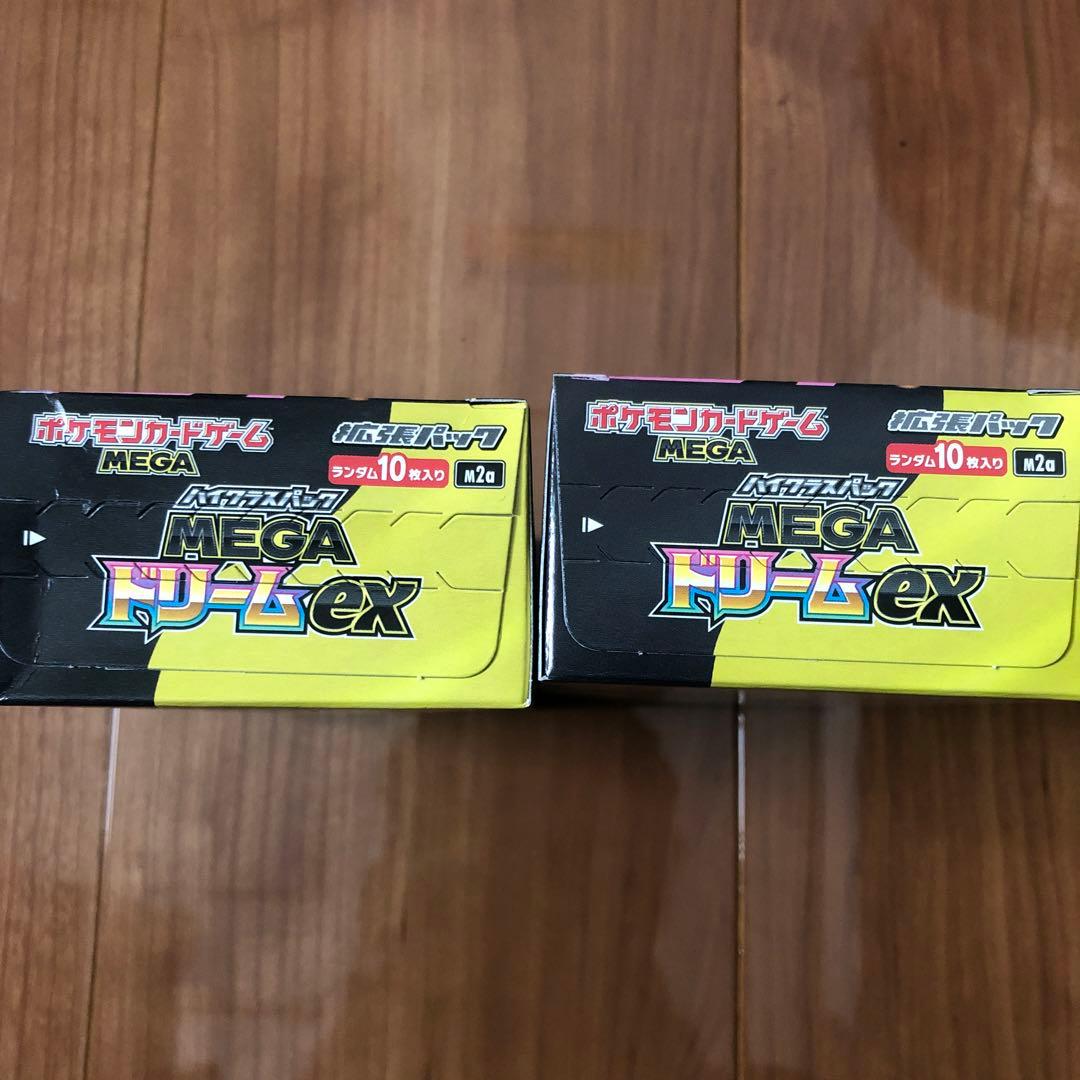 ポケモンカードゲーム
MEGA
拡張パック
ランダム10枚入り
M2a
ハイクラスパック
MEGA
ドリームex
ポケモンカードゲーム
MEGA
拡張パック
ランダム10枚入り
M2a
ハイクラスパック
MEGA
ドリームex